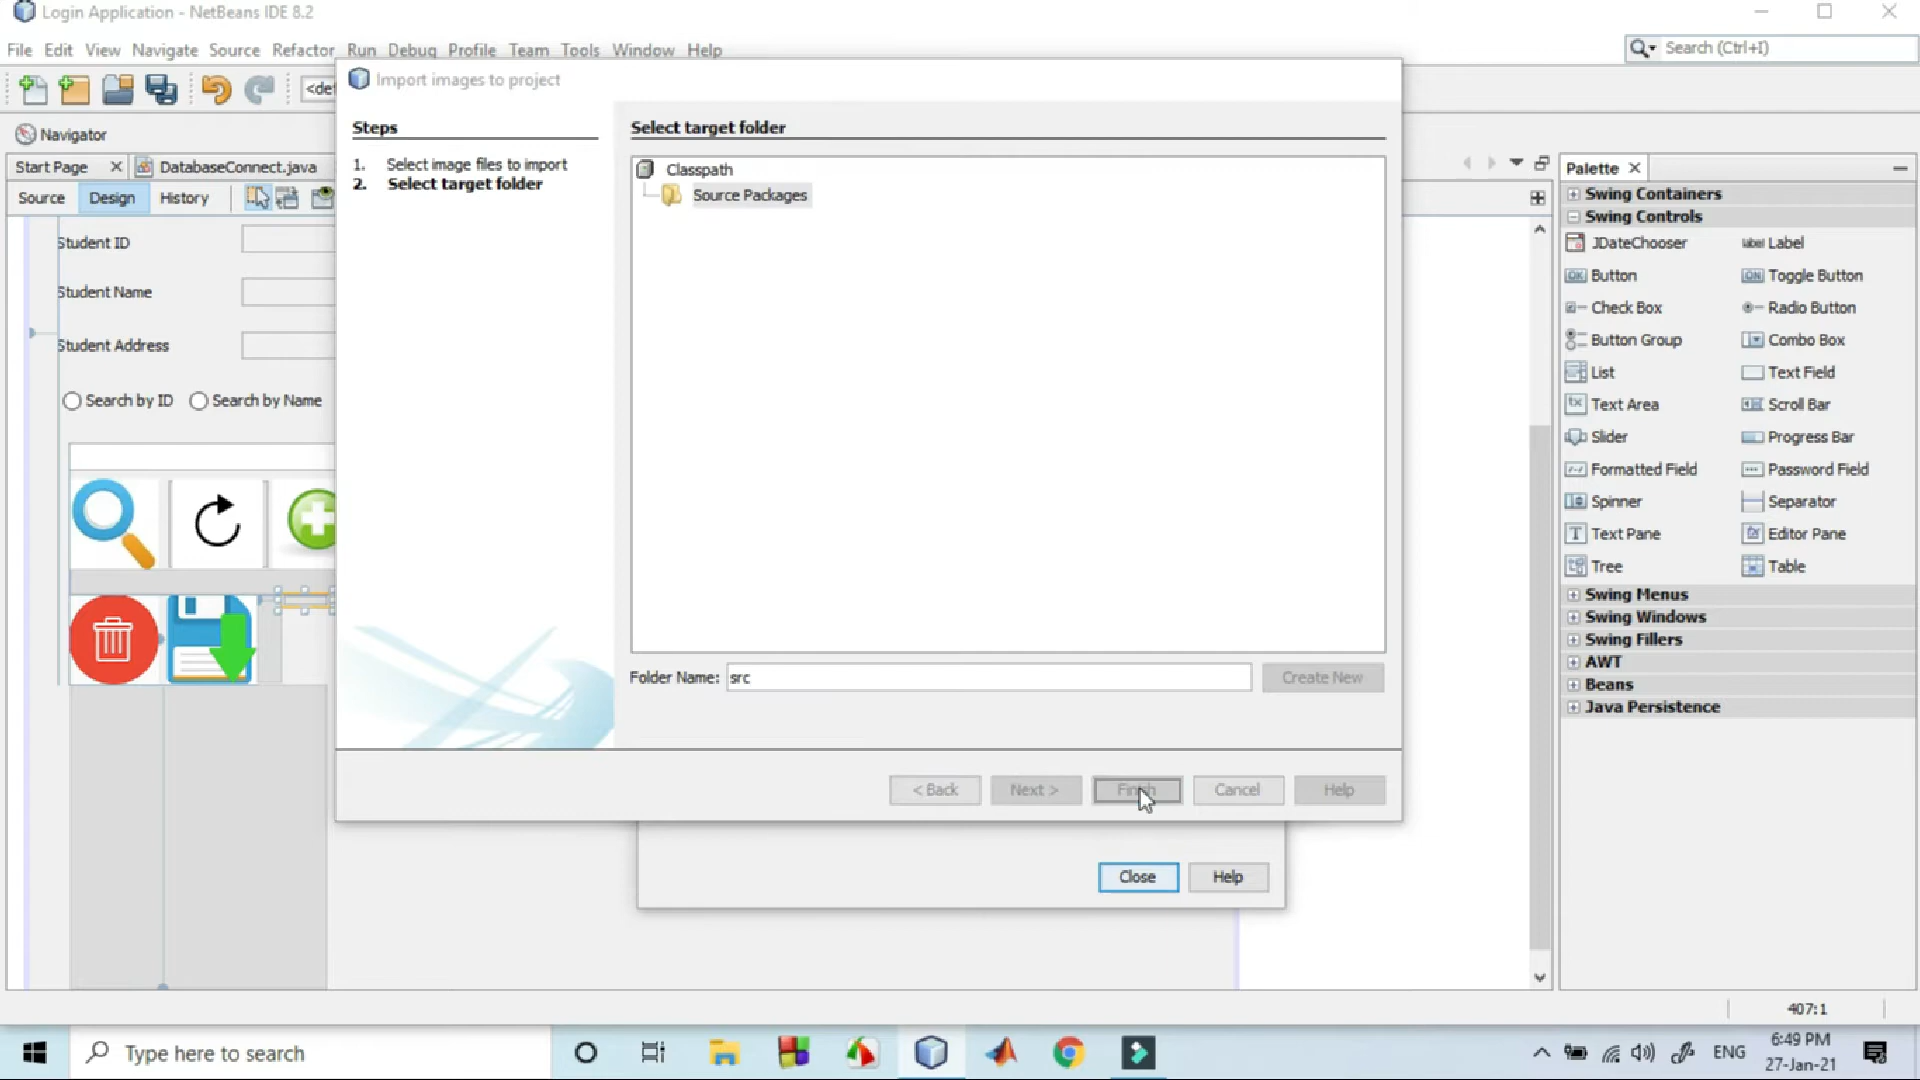 Login Application - NetBeans IDE 8.2
File Edit View Navigate Source Refactor Run Debug Profile Team Tools Window Help
Search (Ctrl+I)
<def
Import images to project
Navigator
Start Page
DatabaseConnect.java
Source Design History
Steps
1. Select image files to import
2. Select target folder
Select target folder
Classpath
Source Packages
Student ID
Student Name
Student Address
Search by ID Search by Name
Folder Name: src Create New
< Back Next > Finish Cancel Help
Close Help
Palette
Swing Containers
Swing Controls
JDateChooser label Label
OK Button ON Toggle Button
Check Box Radio Button
Button Group Combo Box
List Text Field
Text Area Scroll Bar
Slider Progress Bar
Formatted Field Password Field
Spinner Separator
Text Pane Editor Pane
Tree Table
Swing Menus
Swing Windows
Swing Fillers
AWT
Beans
Java Persistence
407:1
Type here to search
ENG
6:49 PM
27-Jan-21